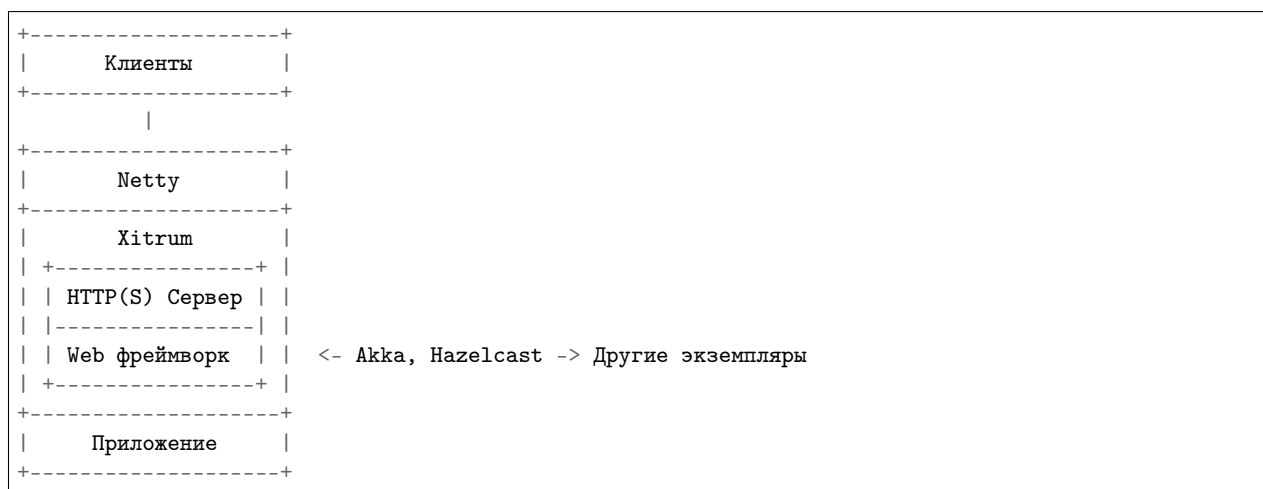 +--------------------+
|      Клиенты       |
+--------------------+
          |
+--------------------+
|       Netty        |
+--------------------+
|       Xitrum       |
| +----------------+ |
| | HTTP(S) Сервер | |
| |----------------| |
| | Web фреймворк  | |  <- Akka, Hazelcast -> Другие экземпляры
| +----------------+ |
+--------------------+
|     Приложение     |
+--------------------+